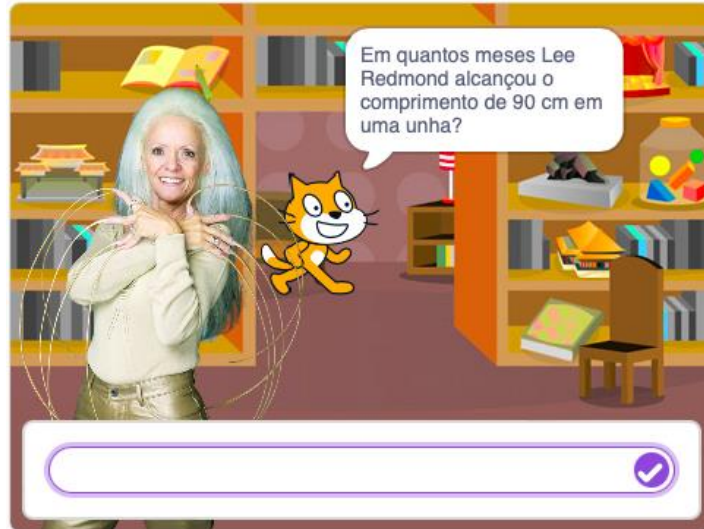 Em quantos meses Lee
Redmond alcançou o
comprimento de 90 cm em
uma unha?